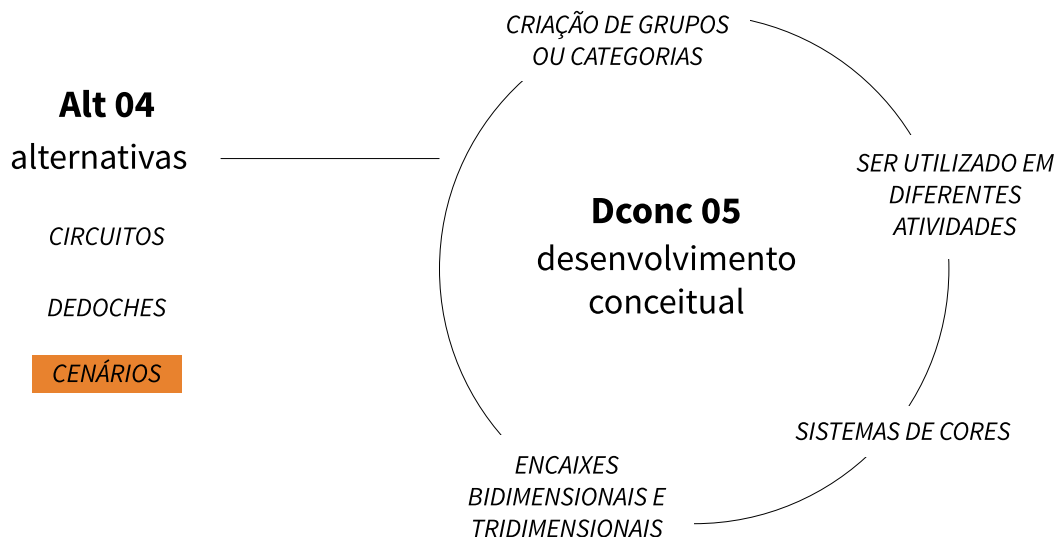 Alt 04
alternativas
CIRCUITOS
DEDOCHES
CENÁRIOS
CRIAÇÃO DE GRUPOS
OU CATEGORIAS
SER UTILIZADO EM
DIFERENTES
ATIVIDADES
Dconc 05
desenvolvimento
conceitual
SISTEMAS DE CORES
ENCAIXES
BIDIMENSIONAIS E
TRIDIMENSIONAIS